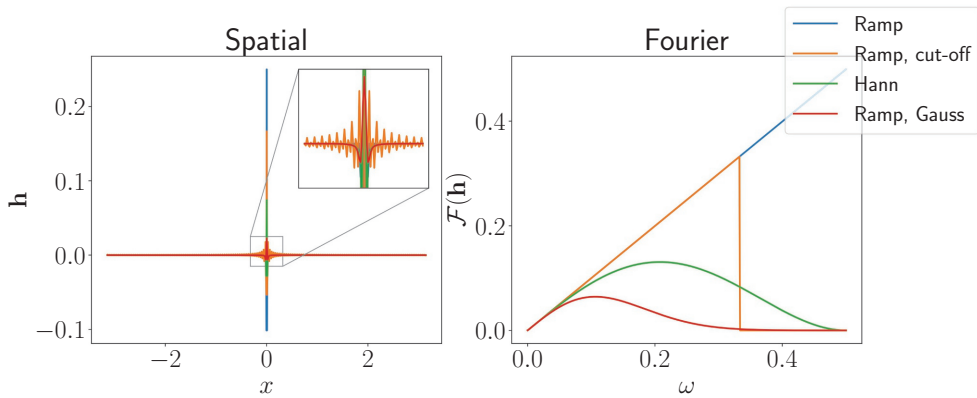 Spatial
0.2
0.1
0.0
−0.1
h
−2
0
2
x
Fourier
Ramp
Ramp, cut-off
Hann
Ramp, Gauss
0.4
0.2
0.0
F(h)
0.0
0.2
0.4
ω